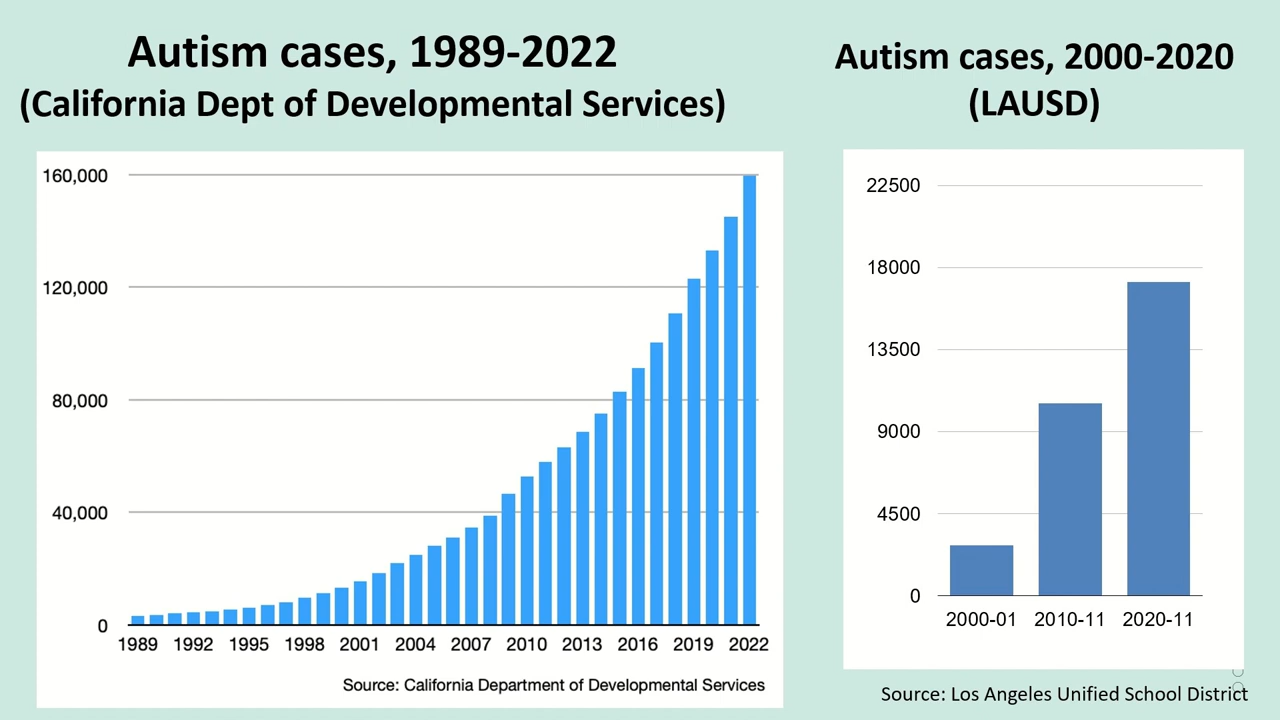 Autism cases, 1989-2022
(California Dept of Developmental Services)
160,000
120,000
80,000
40,000
0
1989 1992 1995 1998 2001 2004 2007 2010 2013 2016 2019 2022
Source: California Department of Developmental Services
Autism cases, 2000-2020
(LAUSD)
22500
18000
13500
9000
4500
0
2000-01 2010-11 2020-11
Source: Los Angeles Unified School District